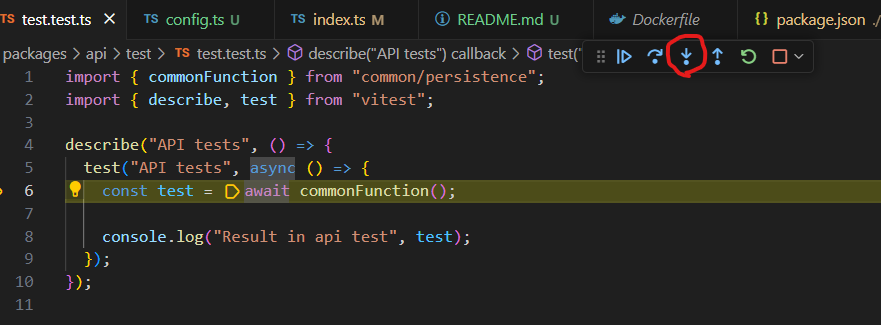 TS test.test.ts TS config.ts U TS index.ts M README.md U Dockerfile {} package.json ./
packages > api > test > TS test.test.ts > describe("API tests") callback > test("
1 import { commonFunction } from "common/persistence";
2 import { describe, test } from "vitest";
3
4 describe("API tests", () => {
5 test("API tests", async () => {
6 const test = await commonFunction();
7
8 console.log("Result in api test", test);
9 });
10 });
11